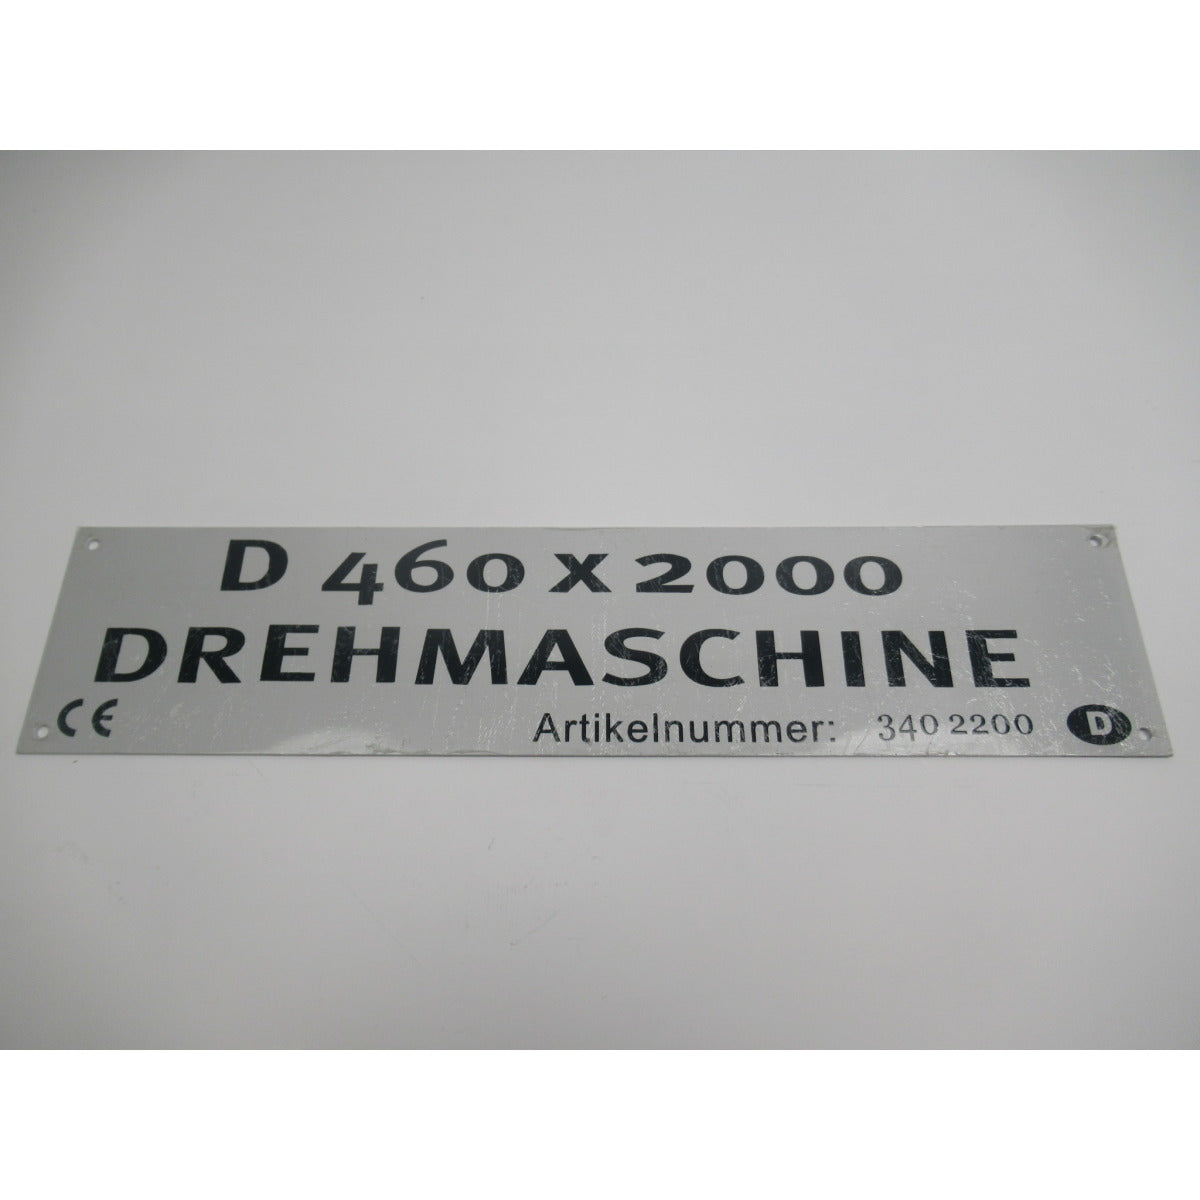 D 460 x 2000
DREHMASCHINE
CE Artikelnummer: 340 2200 D